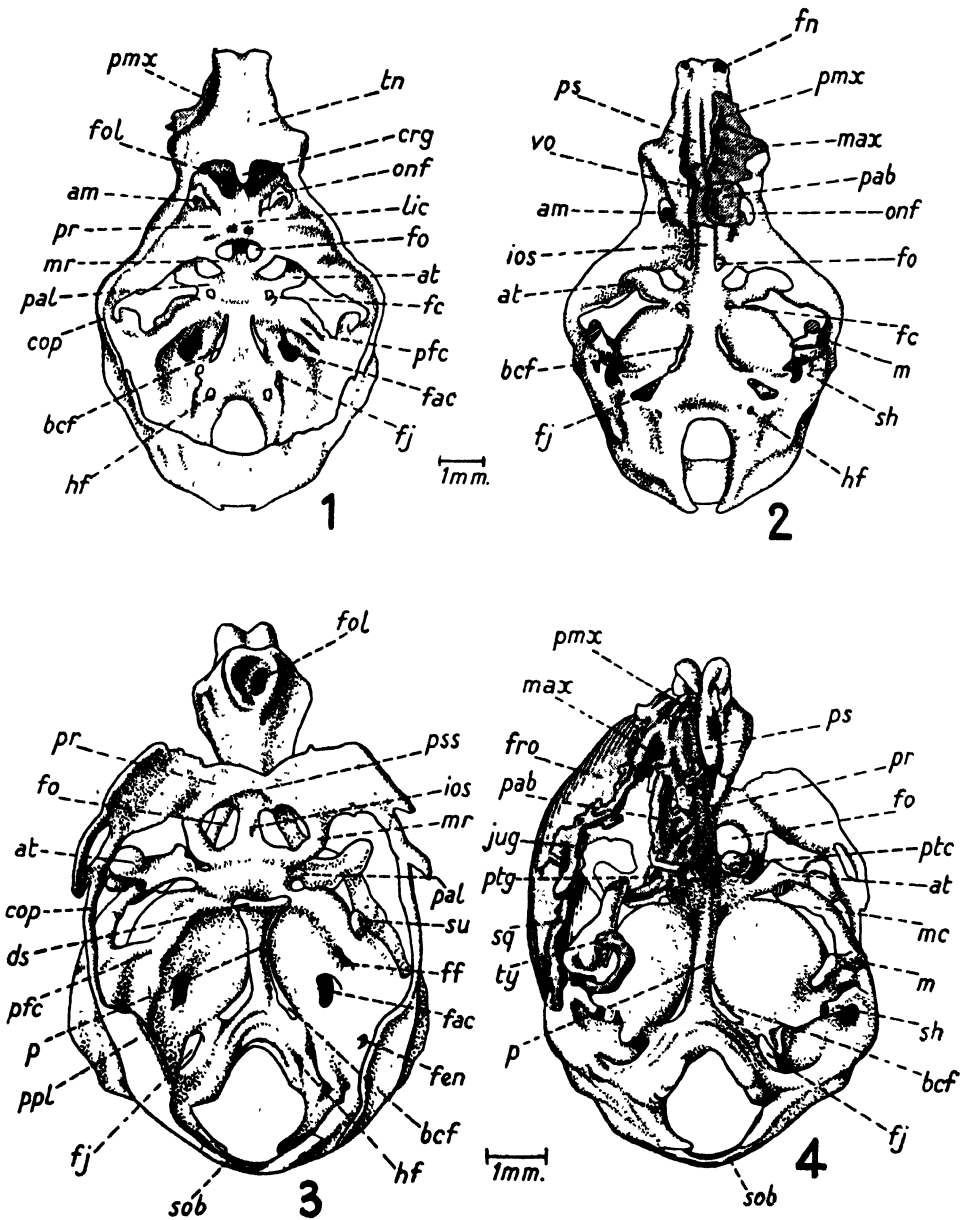 pmx
fol
am
pr
mr
pal
cop
bcf
hf
tn
crg
onf
lic
fo
at
fc
pfc
fac
fj
1mm.
1
ps
vo
am
ios
at
bcf
fj
fn
pmx
max
pab
onf
fo
fc
m
sh
hf
2
fol
pr
fo
at
cop
ds
pfc
p
ppl
fj
sob
pss
ios
mr
pal
su
ff
fac
fen
bcf
hf
3
1mm.
pmx
max
fro
pab
jug
ptg
sq
ty
p
ps
pr
fo
ptc
at
mc
m
sh
bcf
fj
sob
4